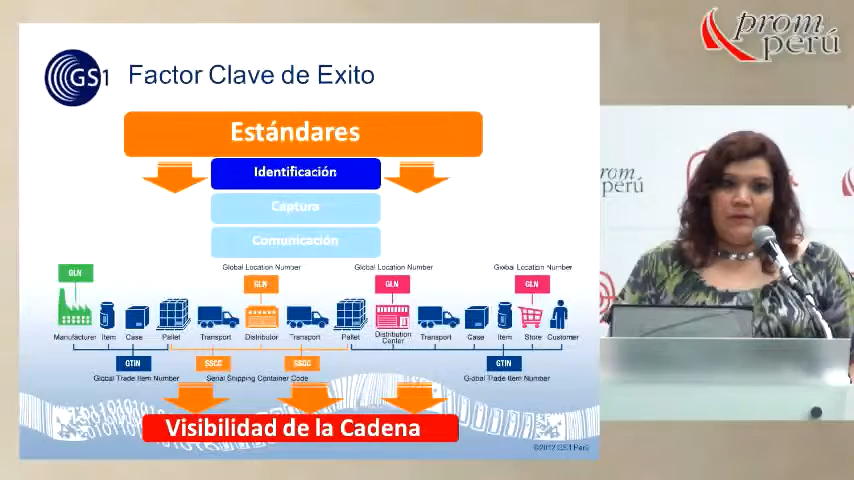 GS1
Factor Clave de Exito
Estándares
Identificación
Captura
Comunicación
Global Location Number
Global Location Number
Global Location Number
GLN
GLN
GLN
GLN
Manufacturer
Item
Case
Pallet
Transport
Distributor
Transport
Pallet
Distribution
Center
Transport
Case
Item
Store
Customer
GTIN
SSCC
SSCC
GTIN
Global Trade Item Number
Serial Shipping Container Code
Global Trade Item Number
Visibilidad de la Cadena
©2012 GS1 Perú
prom
perú
prom
perú